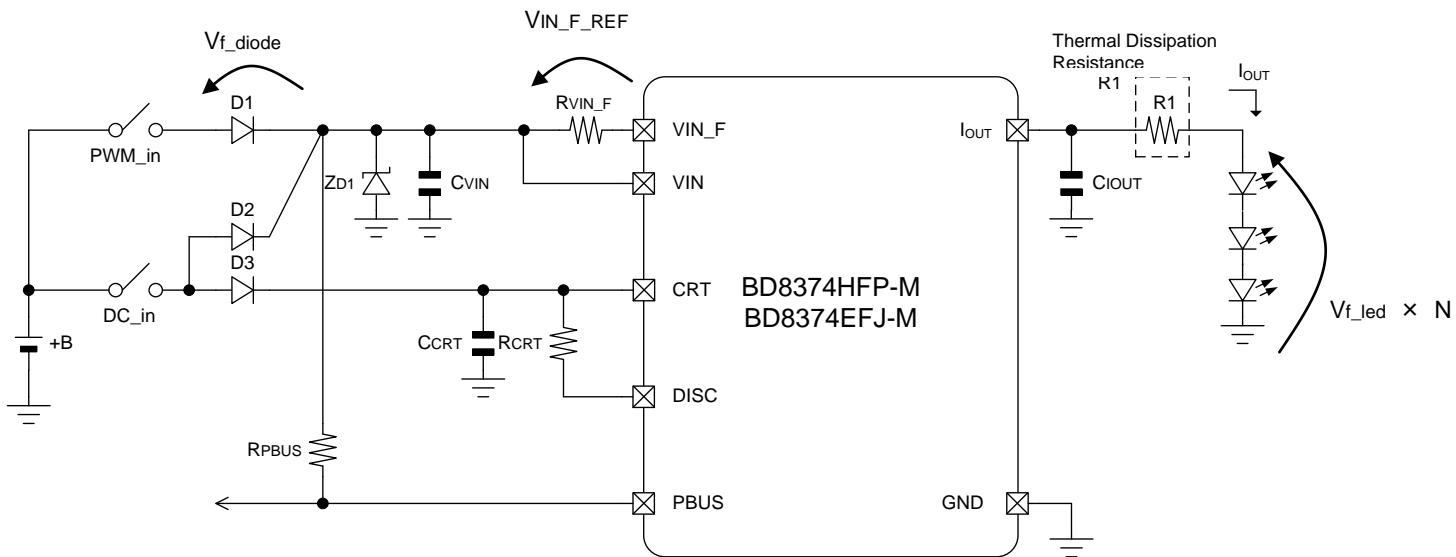 VIN_F_REF
Vf_diode
Thermal Dissipation
Resistance
R1
IOUT
D1
RVIN_F
R1
PWM_in
VIN_F
IOUT
ZD1
CVIN
VIN
CIOUT
D2
D3
CRT
BD8374HFP-M
BD8374EFJ-M
DC_in
Vf_led × N
+B
CCRT
RCRT
DISC
RPBUS
PBUS
GND